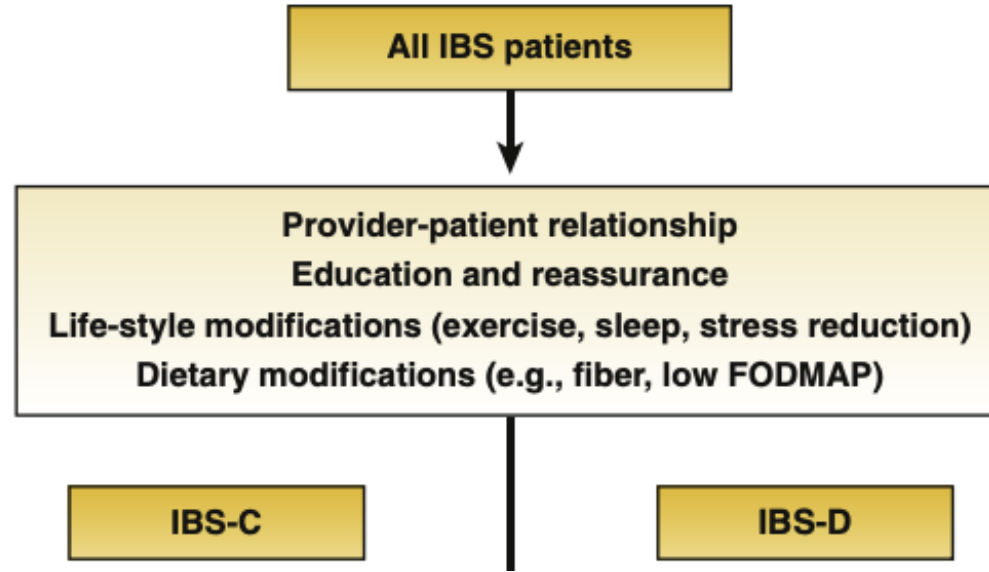 All IBS patients
Provider-patient relationship
Education and reassurance
Life-style modifications (exercise, sleep, stress reduction)
Dietary modifications (e.g., fiber, low FODMAP)
IBS-C
IBS-D